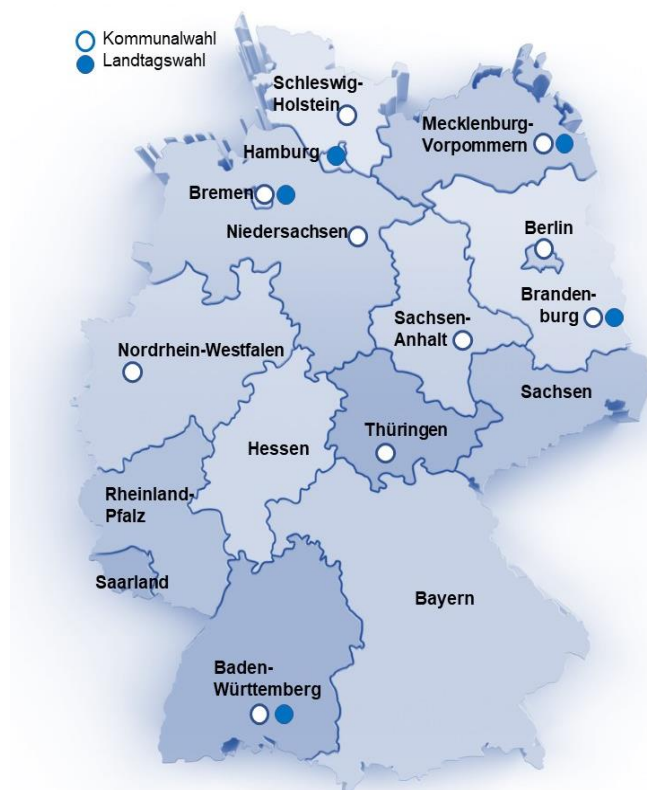 Kommunalwahl
Landtagswahl
Schleswig-
Holstein
Mecklenburg-
Vorpommern
Hamburg
Bremen
Niedersachsen
Berlin
Branden-
burg
Sachsen-
Anhalt
Nordrhein-Westfalen
Sachsen
Thüringen
Hessen
Rheinland-
Pfalz
Saarland
Bayern
Baden-
Württemberg